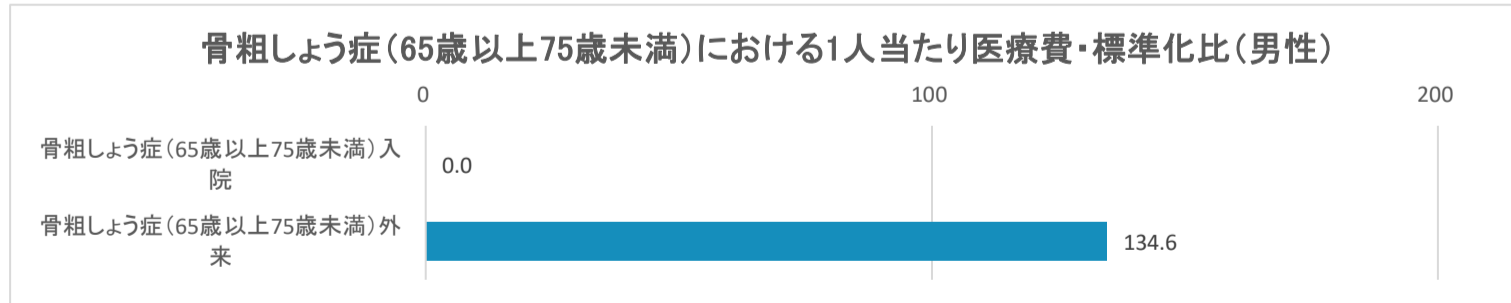 骨粗しょう症(65歳以上75歳未満)における1人当たり医療費・標準化比(男性)
0 100 200
骨粗しょう症(65歳以上75歳未満)入
院
0.0
骨粗しょう症(65歳以上75歳未満)外
来
134.6